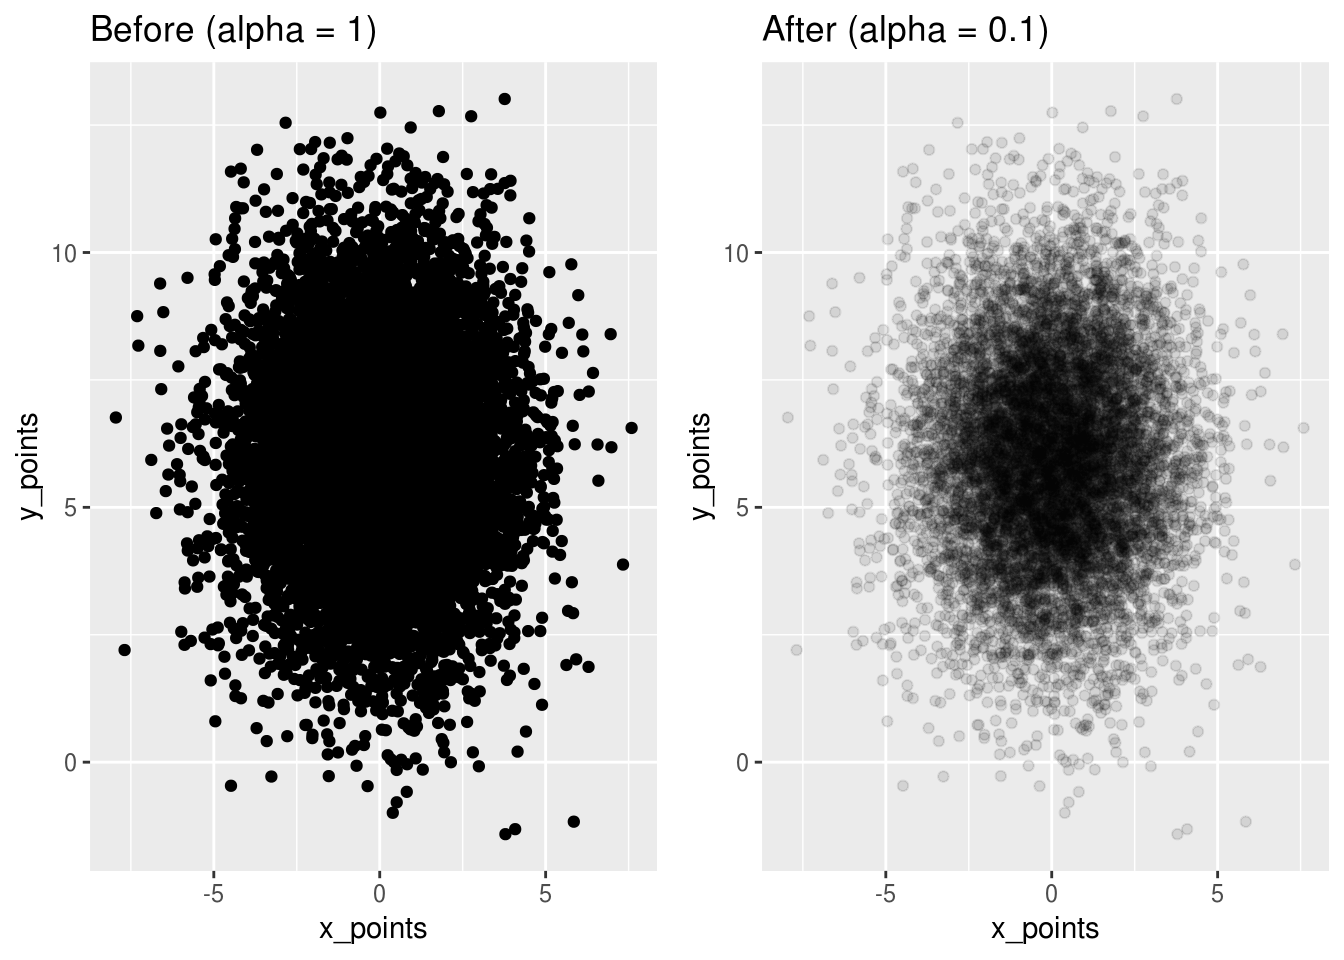 Before (alpha = 1)
10
5
0
-5 0 5
x_points
y_points
After (alpha = 0.1)
10
5
0
-5 0 5
x_points
y_points